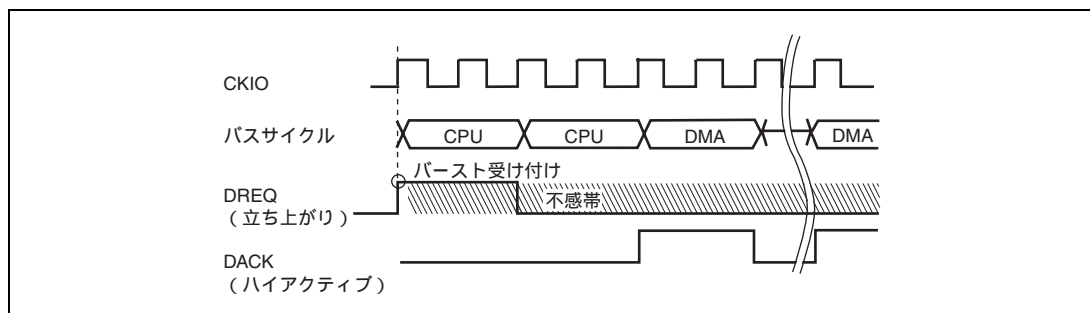 CKIO
バスサイクル
CPU
CPU
DMA
DMA
バースト受け付け
DREQ
（立ち上がり）
不感帯
DACK
（ハイアクティブ）